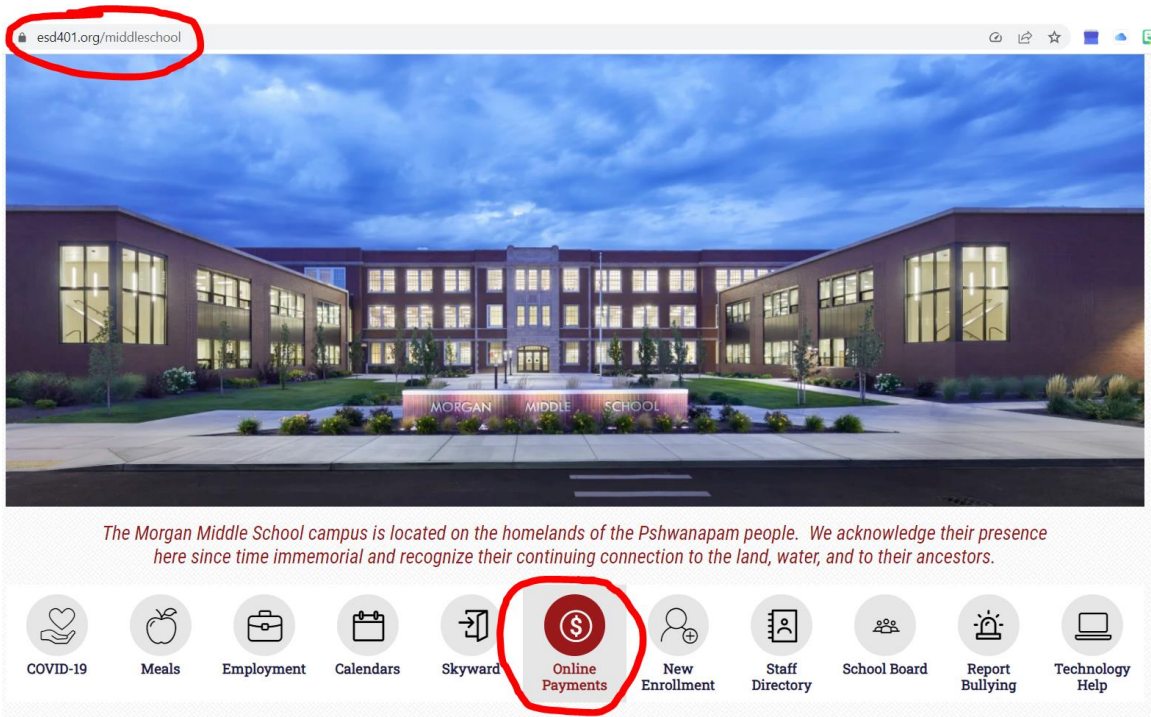 esd401.org/middleschool
MORGAN MIDDLE SCHOOL
The Morgan Middle School campus is located on the homelands of the Pshwanapam people. We acknowledge their presence
here since time immemorial and recognize their continuing connection to the land, water, and to their ancestors.
COVID-19
Meals
Employment
Calendars
Skyward
Online
Payments
New
Enrollment
Staff
Directory
School Board
Report
Bullying
Technology
Help